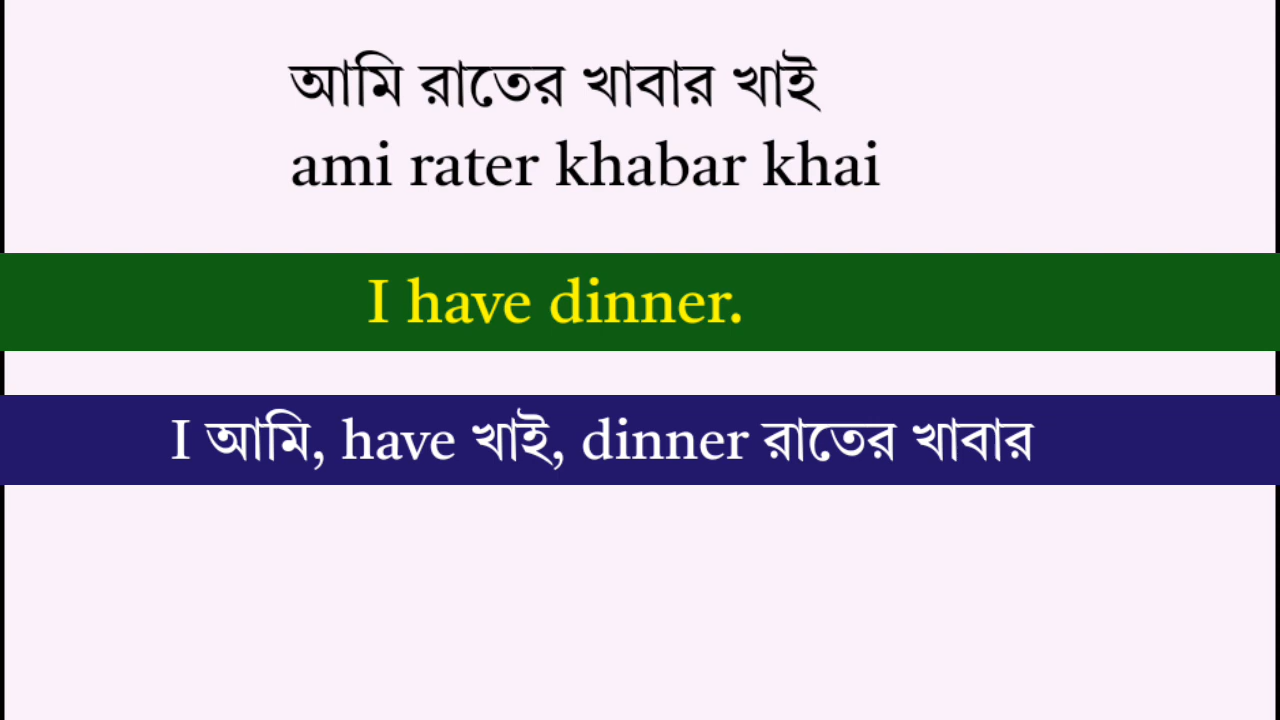 আমি রাতের খাবার খাই
ami rater khabar khai
I have dinner.
I আমি, have খাই, dinner রাতের খাবার